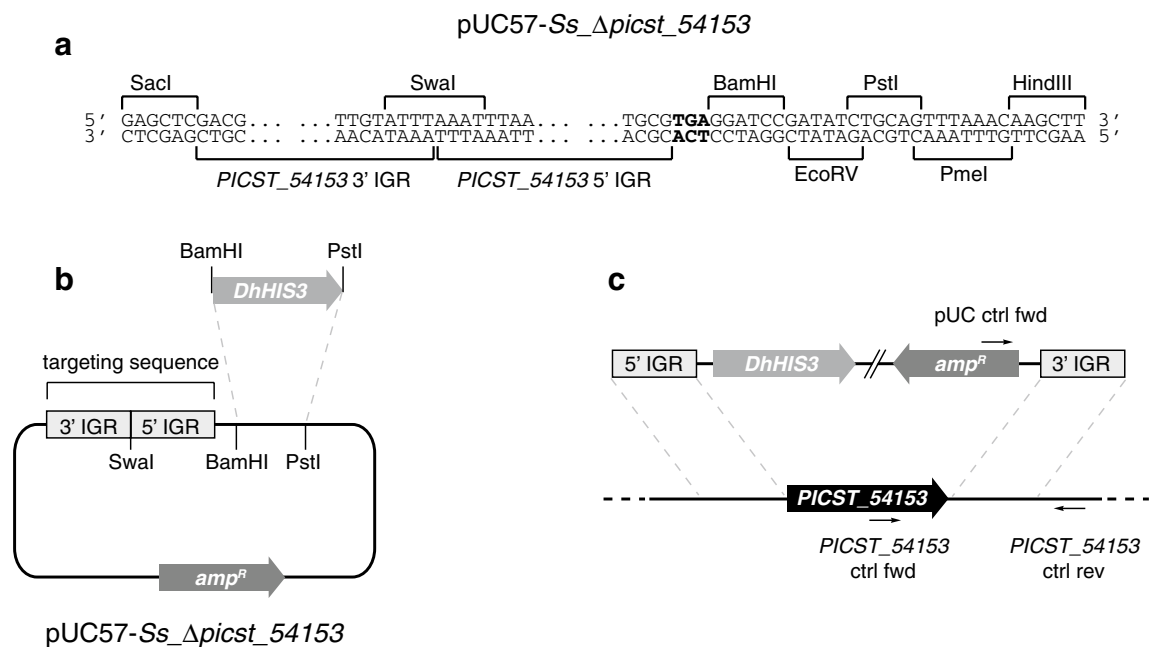 pUC57-Ss_Δpicst_54153
a
SacI SwaI BamHI PstI HindIII
5’ GAGCTCGACG... ...TTGTATTTAAATTTAA... ...TGCGTGAGGATCCGATATCTGCAGTTTAAACAAGCTT 3’
3’ CTCGAGCTGC... ...AACATAAATTTAAATT... ...ACGCACTCCTAGGCTATAGACGTCAAATTTGTTCGAA 5’
PICST_54153 3’ IGR PICST_54153 5’ IGR EcoRV PmeI
b
BamHI PstI
DhHIS3
targeting sequence
3’ IGR 5’ IGR
SwaI BamHI PstI
ampR
pUC57-Ss_Δpicst_54153
c
pUC ctrl fwd
5’ IGR DhHIS3 ampR 3’ IGR
PICST_54153
PICST_54153 ctrl fwd
PICST_54153 ctrl rev